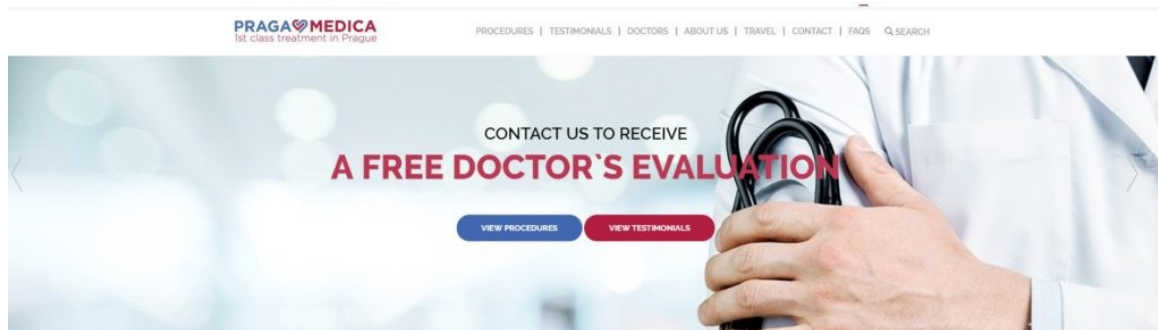 PRAGA MEDICA
1st class treatment in Prague
PROCEDURES | TESTIMONIALS | DOCTORS | ABOUT US | TRAVEL | CONTACT | FAQS SEARCH
CONTACT US TO RECEIVE
A FREE DOCTOR`S EVALUATION
VIEW PROCEDURES VIEW TESTIMONIALS